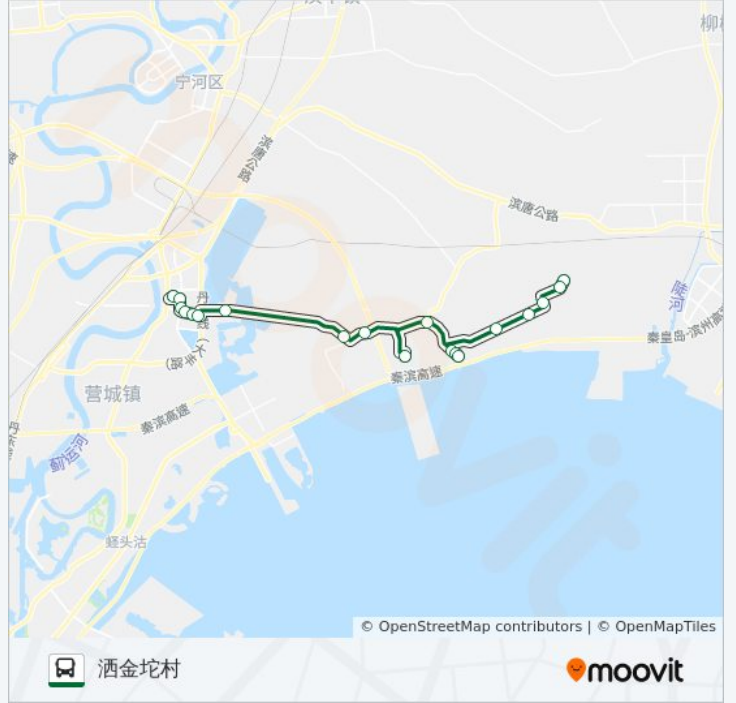 宁河区
滨唐公路
滨唐公路
陡河
秦皇岛-滨州高速
丹
线 (大丰路)
秦滨高速
营城镇
秦滨高速
蓟运河
蛏头沽
© OpenStreetMap contributors | © OpenMapTiles
洒金坨村
moovit